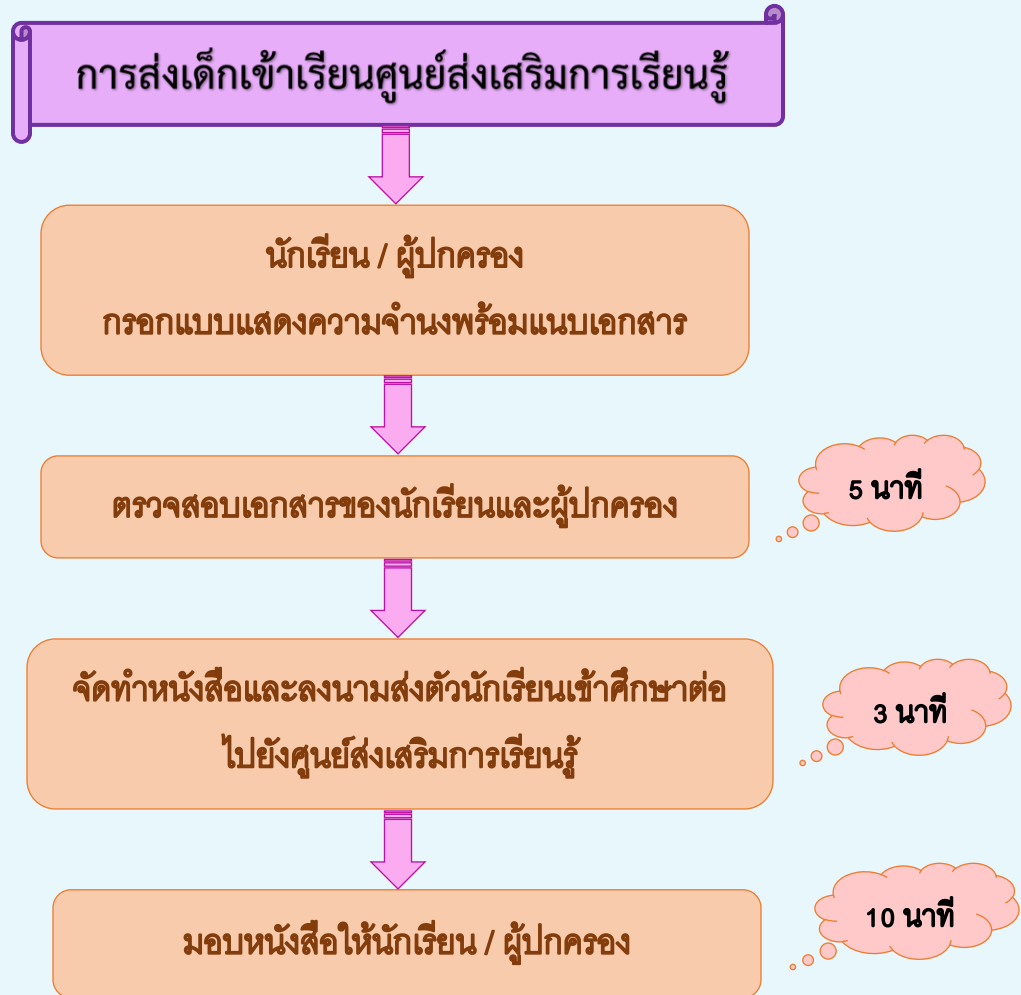 การส่งเด็กเข้าเรียนศูนย์ส่งเสริมการเรียนรู้
นักเรียน / ผู้ปกครอง
กรอกแบบแสดงความจำนงพร้อมแนบเอกสาร
ตรวจสอบเอกสารของนักเรียนและผู้ปกครอง
5 นาที
จัดทำหนังสือและลงนามส่งตัวนักเรียนเข้าศึกษาต่อ
ไปยังศูนย์ส่งเสริมการเรียนรู้
3 นาที
มอบหนังสือให้นักเรียน / ผู้ปกครอง
10 นาที